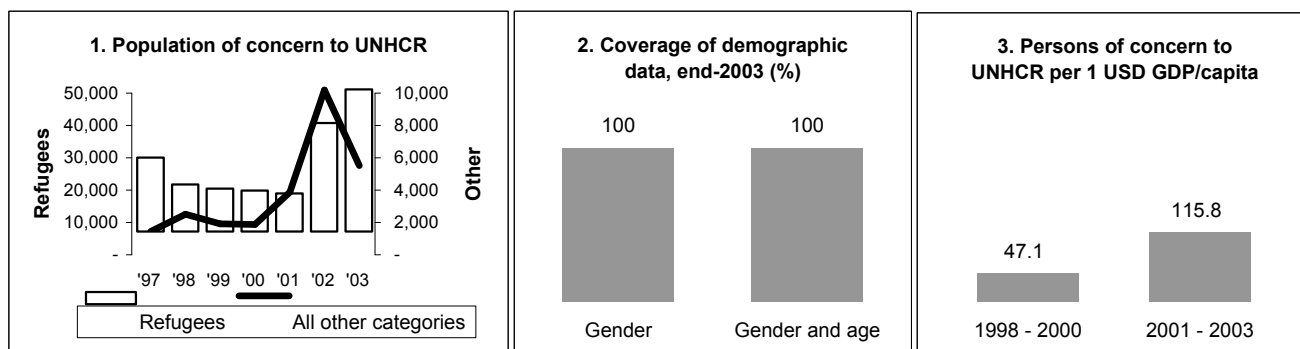 1. Population of concern to UNHCR
50,000
40,000
30,000
20,000
10,000
-
Refugees
10,000
8,000
6,000
4,000
2,000
-
Other
'97 '98 '99 '00 '01 '02 '03
Refugees All other categories
2. Coverage of demographic
data, end-2003 (%)
100 100
Gender Gender and age
3. Persons of concern to
UNHCR per 1 USD GDP/capita
47.1
115.8
1998 - 2000 2001 - 2003